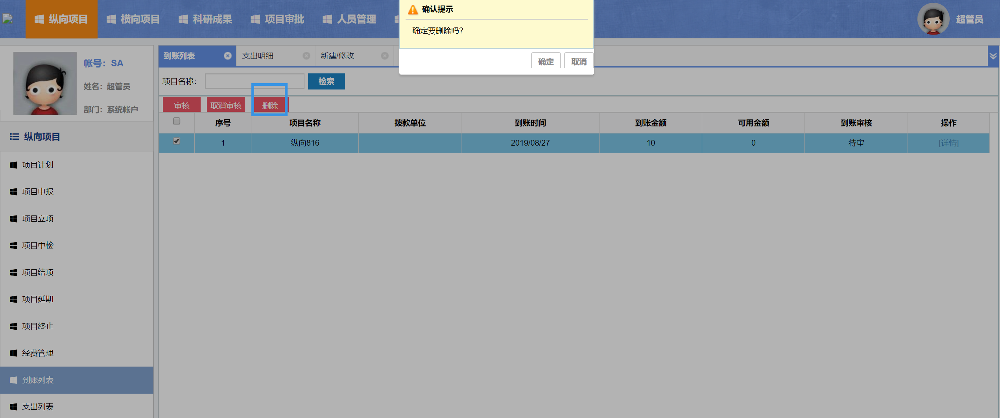 纵向项目 横向项目 科研成果 项目审批 人员管理 超管员
确认提示
确定要删除吗?
确定 取消
帐号：SA
姓名：超管员
部门：系统帐户
纵向项目
项目计划
项目申报
项目立项
项目中检
项目结项
项目延期
项目终止
经费管理
到账列表
支出列表
到账列表 支出明细 新建/修改
项目名称： 检索
审核 取消审核 删除
序号 项目名称 拨款单位 到账时间 到账金额 可用金额 到账审核 操作
1 纵向816 2019/08/27 10 0 待审 [详情]